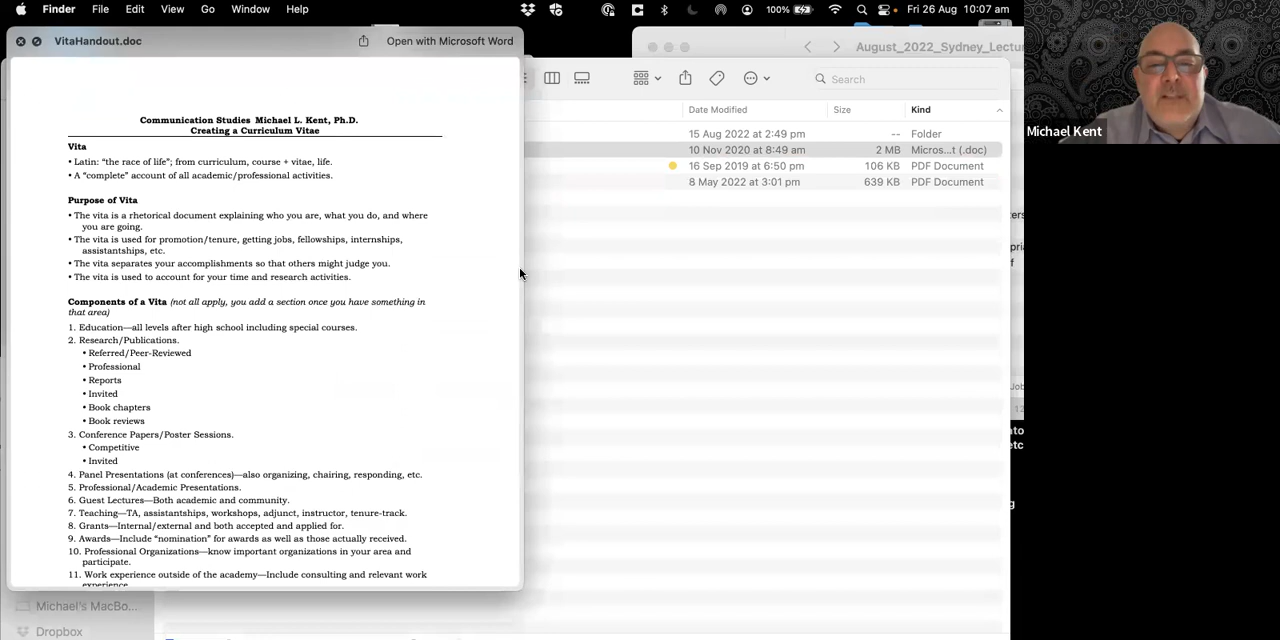 Finder File Edit View Go Window Help
100% Fri 26 Aug 10:07 am
VitaHandout.doc Open with Microsoft Word
August_2022_Sydney_Lectu
Search
Date Modified Size Kind
15 Aug 2022 at 2:49 pm -- Folder
10 Nov 2020 at 8:49 am 2 MB Micros...t (.doc)
16 Sep 2019 at 6:50 pm 106 KB PDF Document
8 May 2022 at 3:01 pm 639 KB PDF Document
Communication Studies Michael L. Kent, Ph.D.
Creating a Curriculum Vitae
Vita
• Latin: “the race of life”; from curriculum, course + vitae, life.
• A “complete” account of all academic/professional activities.
Purpose of Vita
• The vita is a rhetorical document explaining who you are, what you do, and where
you are going.
• The vita is used for promotion/tenure, getting jobs, fellowships, internships,
assistantships, etc.
• The vita separates your accomplishments so that others might judge you.
• The vita is used to account for your time and research activities.
Components of a Vita (not all apply, you add a section once you have something in
that area)
1. Education—all levels after high school including special courses.
2. Research/Publications.
• Referred/Peer-Reviewed
• Professional
• Reports
• Invited
• Book chapters
• Book reviews
3. Conference Papers/Poster Sessions.
• Competitive
• Invited
4. Panel Presentations (at conferences)—also organizing, chairing, responding, etc.
5. Professional/Academic Presentations.
6. Guest Lectures—Both academic and community.
7. Teaching—TA, assistantships, workshops, adjunct, instructor, tenure-track.
8. Grants—Internal/external and both accepted and applied for.
9. Awards—Include “nomination” for awards as well as those actually received.
10. Professional Organizations—know important organizations in your area and
participate.
11. Work experience outside of the academy—Include consulting and relevant work
experience
Michael's MacBo...
Dropbox
Michael Kent